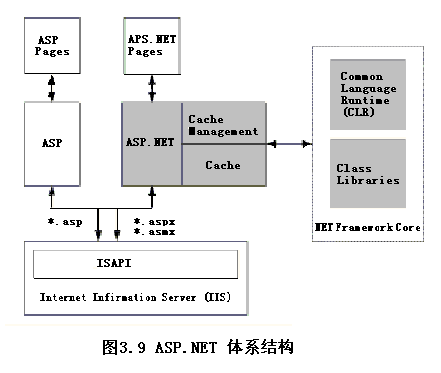 ASP
Pages
APS.NET
Pages
Common
Language
Runtime
(CLR)
Cache
Management
ASP
ASP.NET
Cache
Class
Libraries
*.asp
*.aspx
*.asmx
NET Framework Core
ISAPI
Internet Infirmation Server (IIS)
图3.9 ASP.NET 体系结构